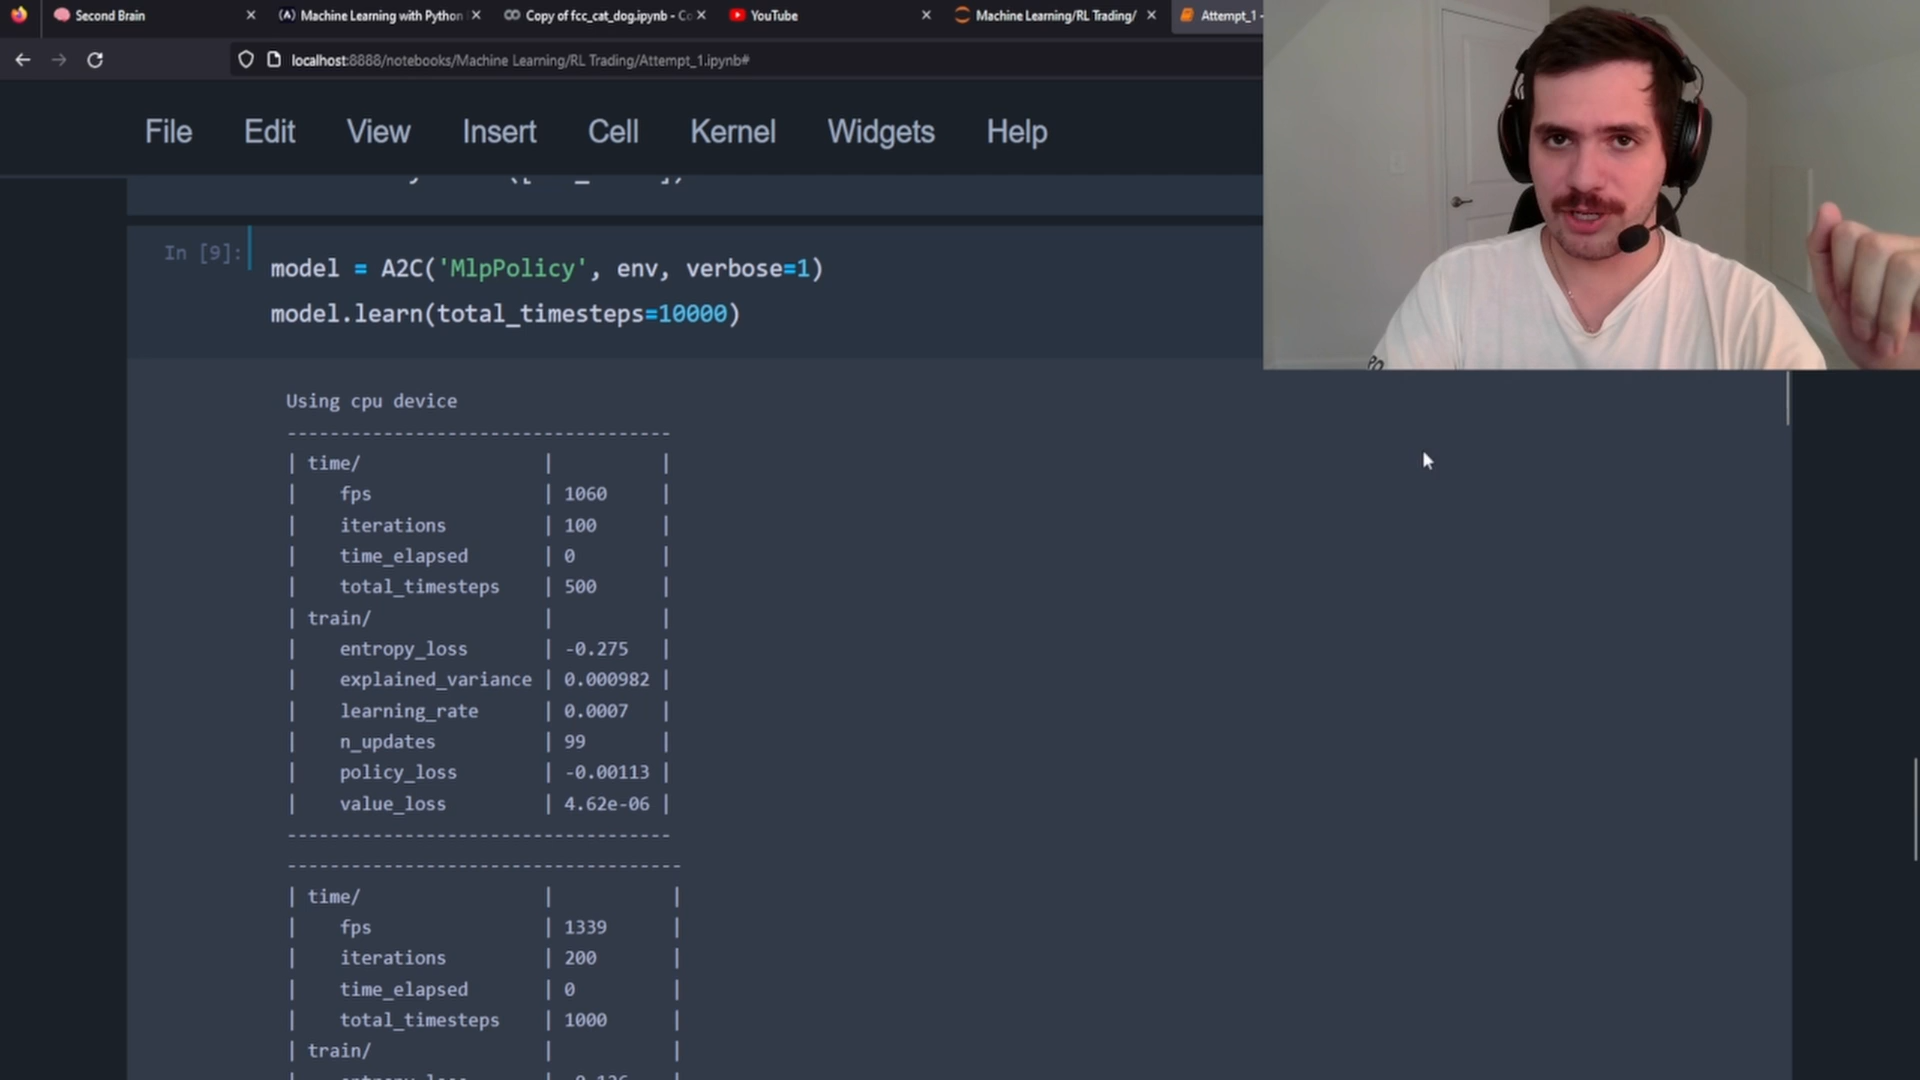 Second Brain
Machine Learning with Python
Copy of fcc_cat_dog.ipynb - Co
YouTube
Machine Learning/RL Trading/
Attempt_1 -
localhost:8888/notebooks/Machine Learning/RL Trading/Attempt_1.ipynb#
File Edit View Insert Cell Kernel Widgets Help
In [9]:
model = A2C('MlpPolicy', env, verbose=1)
model.learn(total_timesteps=10000)
Using cpu device
-----------------------------------
| time/ | |
| fps | 1060 |
| iterations | 100 |
| time_elapsed | 0 |
| total_timesteps | 500 |
| train/ | |
| entropy_loss | -0.275 |
| explained_variance | 0.000982 |
| learning_rate | 0.0007 |
| n_updates | 99 |
| policy_loss | -0.00113 |
| value_loss | 4.62e-06 |
-----------------------------------
------------------------------------
| time/ | |
| fps | 1339 |
| iterations | 200 |
| time_elapsed | 0 |
| total_timesteps | 1000 |
| train/ | |